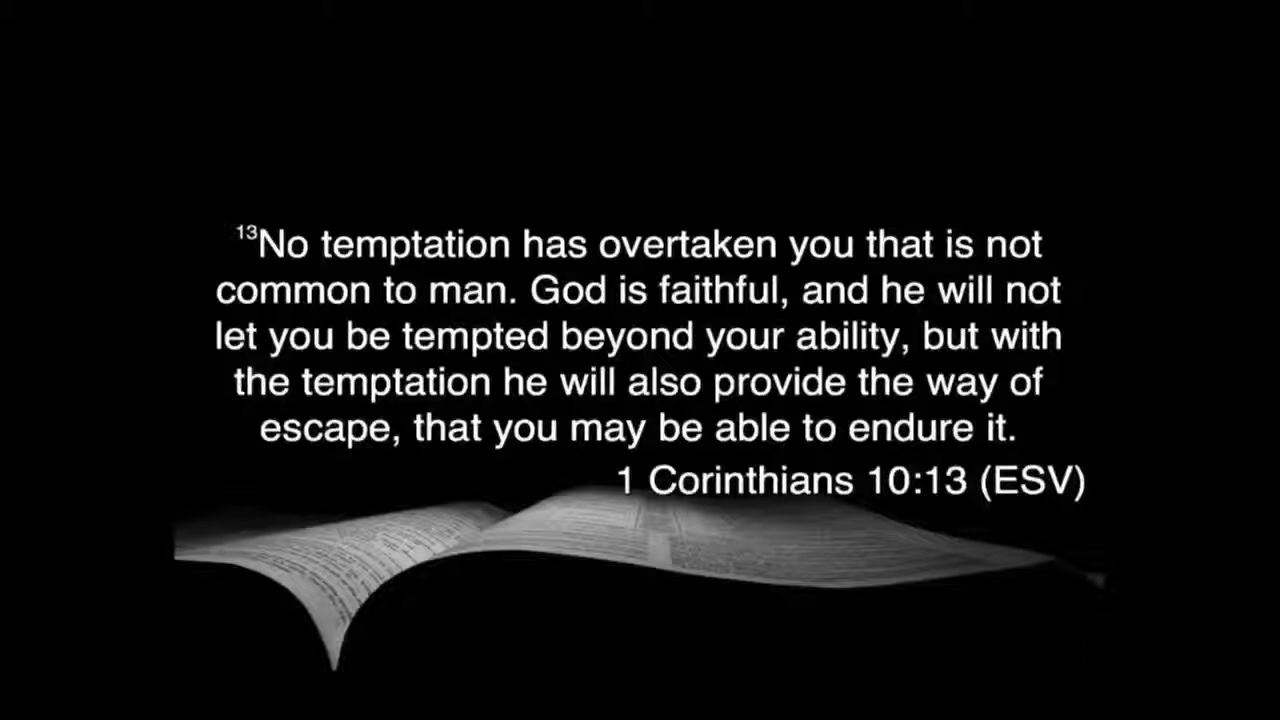 13No temptation has overtaken you that is not
common to man. God is faithful, and he will not
let you be tempted beyond your ability, but with
the temptation he will also provide the way of
escape, that you may be able to endure it.
1 Corinthians 10:13 (ESV)